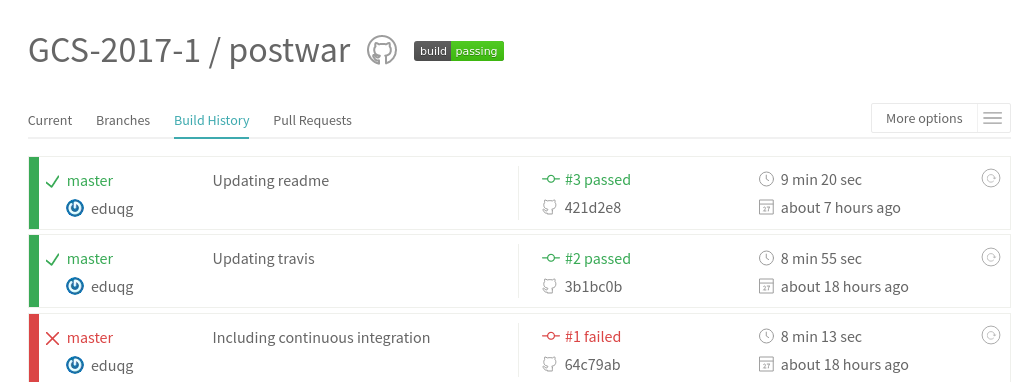 GCS-2017-1 / postwar build passing
Current Branches Build History Pull Requests More options
master Updating readme #3 passed 9 min 20 sec
eduqg 421d2e8 27 about 7 hours ago
master Updating travis #2 passed 8 min 55 sec
eduqg 3b1bc0b 27 about 18 hours ago
master Including continuous integration #1 failed 8 min 13 sec
eduqg 64c79ab 27 about 18 hours ago